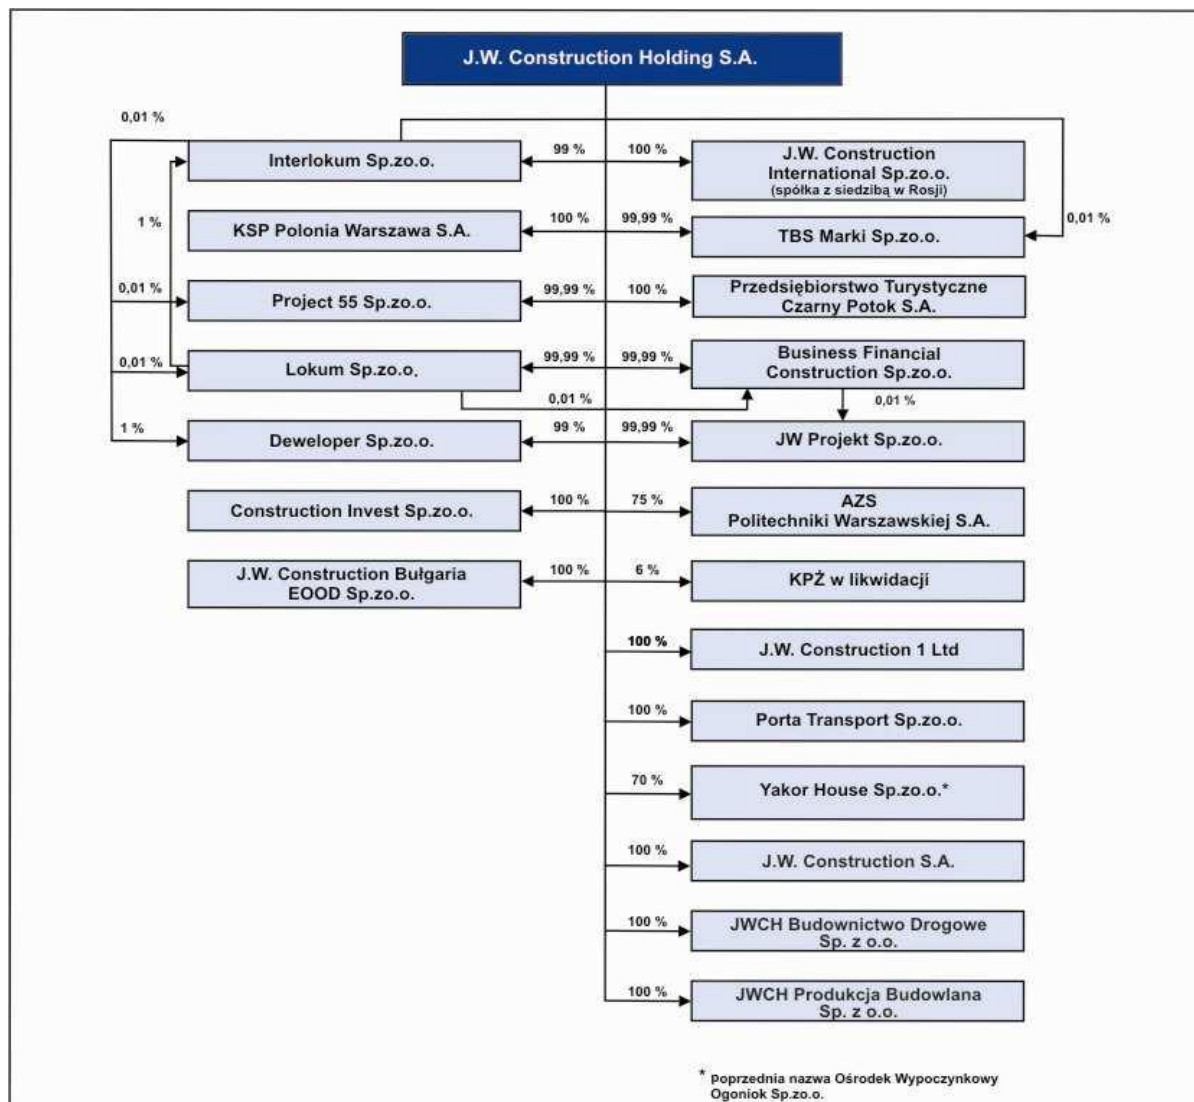 J.W. Construction Holding S.A.
0,01 %
Interlokum Sp.zo.o.
99 %
100 %
J.W. Construction
International Sp.zo.o.
(spółka z siedzibą w Rosji)
1 %
KSP Polonia Warszawa S.A.
100 %
99,99 %
TBS Marki Sp.zo.o.
0,01 %
0,01 %
Project 55 Sp.zo.o.
99,99 %
100 %
Przedsiębiorstwo Turystyczne
Czarny Potok S.A.
0,01 %
Lokum Sp.zo.o.
99,99 %
99,99 %
Business Financial
Construction Sp.zo.o.
0,01 %
0,01 %
1 %
Deweloper Sp.zo.o.
99 %
99,99 %
JW Projekt Sp.zo.o.
Construction Invest Sp.zo.o.
100 %
75 %
AZS
Politechniki Warszawskiej S.A.
J.W. Construction Bułgaria
EOOD Sp.zo.o.
100 %
6 %
KPŻ w likwidacji
100 %
J.W. Construction 1 Ltd
100 %
Porta Transport Sp.zo.o.
70 %
Yakor House Sp.zo.o.*
100 %
J.W. Construction S.A.
100 %
JWCH Budownictwo Drogowe
Sp. z o.o.
100 %
JWCH Produkcja Budowlana
Sp. z o.o.
* poprzednia nazwa Ośrodek Wypoczynkowy
Ogoniok Sp.zo.o.